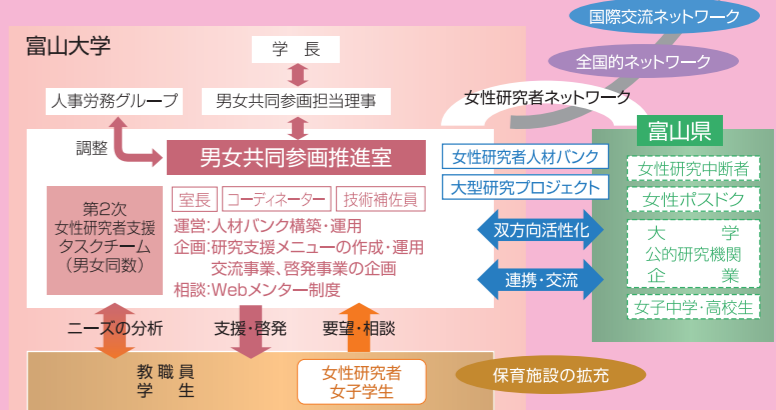 国際交流ネットワーク
全国的ネットワーク
富山大学
学 長
人事労務グループ
男女共同参画担当理事
女性研究者ネットワーク
調整
男女共同参画推進室
室長
コーディネーター
技術補佐員
第2次
女性研究者支援
タスクチーム
（男女同数）
運営:人材バンク構築・運用
企画:研究支援メニューの作成・運用
交流事業、啓発事業の企画
相談:Webメンター制度
女性研究者人材バンク
大型研究プロジェクト
双方向活性化
連携・交流
富山県
女性研究中断者
女性ポスドク
大 学
公的研究機関
企 業
女子中学・高校生
ニーズの分析
支援・啓発
要望・相談
教 職 員
学 生
女性研究者
女子学生
保育施設の拡充